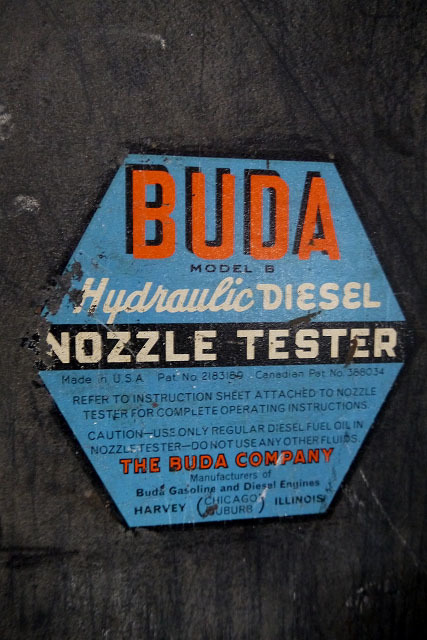 BUDA
MODEL B
Hydraulic DIESEL
NOZZLE TESTER
Made in U.S.A. Pat. No. 2183189 Canadian Pat. No. 388034
REFER TO INSTRUCTION SHEET ATTACHED TO NOZZLE
TESTER FOR COMPLETE OPERATING INSTRUCTIONS.
CAUTION—USE ONLY REGULAR DIESEL FUEL OIL IN
NOZZLE TESTER—DO NOT USE ANY OTHER FLUIDS.
THE BUDA COMPANY
Manufacturers of
Buda Gasoline and Diesel Engines
HARVEY (CHICAGO SUBURB) ILLINOIS